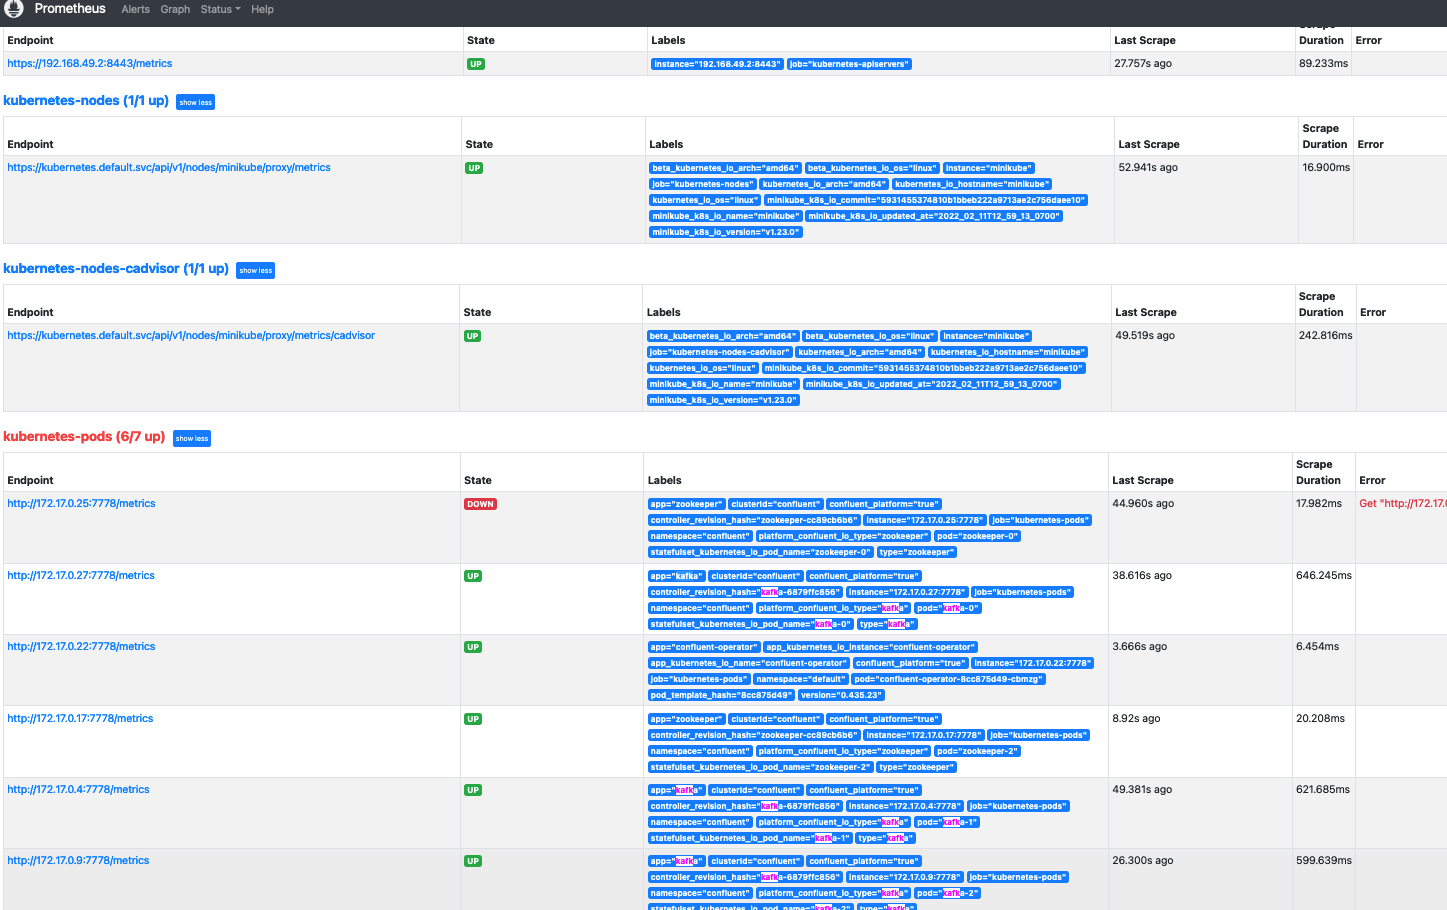 Prometheus Alerts Graph Status Help
Scrape
Endpoint State Labels Last Scrape Duration Error
https://192.168.49.2:8443/metrics UP instance="192.168.49.2:8443" job="kubernetes-apiservers" 27.757s ago 89.233ms
kubernetes-nodes (1/1 up) show less
Scrape
Endpoint State Labels Last Scrape Duration Error
https://kubernetes.default.svc/api/v1/nodes/minikube/proxy/metrics UP beta_kubernetes_io_arch="amd64" beta_kubernetes_io_os="linux" instance="minikube" 52.941s ago 16.900ms
job="kubernetes-nodes" kubernetes_io_arch="amd64" kubernetes_io_hostname="minikube"
kubernetes_io_os="linux" minikube_k8s_io_commit="5931455374810b1bbeb222a9713ae2c756daee10"
minikube_k8s_io_name="minikube" minikube_k8s_io_updated_at="2022_02_11T12_59_13_0700"
minikube_k8s_io_version="v1.23.0"
kubernetes-nodes-cadvisor (1/1 up) show less
Scrape
Endpoint State Labels Last Scrape Duration Error
https://kubernetes.default.svc/api/v1/nodes/minikube/proxy/metrics/cadvisor UP beta_kubernetes_io_arch="amd64" beta_kubernetes_io_os="linux" instance="minikube" 49.519s ago 242.816ms
job="kubernetes-nodes-cadvisor" kubernetes_io_arch="amd64" kubernetes_io_hostname="minikube"
kubernetes_io_os="linux" minikube_k8s_io_commit="5931455374810b1bbeb222a9713ae2c756daee10"
minikube_k8s_io_name="minikube" minikube_k8s_io_updated_at="2022_02_11T12_59_13_0700"
minikube_k8s_io_version="v1.23.0"
kubernetes-pods (6/7 up) show less
Scrape
Endpoint State Labels Last Scrape Duration Error
http://172.17.0.25:7778/metrics DOWN app="zookeeper" clusterId="confluent" confluent_platform="true" 44.960s ago 17.982ms Get "http://172.17.0
controller_revision_hash="zookeeper-cc89cb6b6" instance="172.17.0.25:7778" job="kubernetes-pods"
namespace="confluent" platform_confluent_io_type="zookeeper" pod="zookeeper-0"
statefulset_kubernetes_io_pod_name="zookeeper-0" type="zookeeper"
http://172.17.0.27:7778/metrics UP app="kafka" clusterId="confluent" confluent_platform="true" 38.616s ago 646.245ms
controller_revision_hash="kafka-6879ffc856" instance="172.17.0.27:7778" job="kubernetes-pods"
namespace="confluent" platform_confluent_io_type="kafka" pod="kafka-0"
statefulset_kubernetes_io_pod_name="kafka-0" type="kafka"
http://172.17.0.22:7778/metrics UP app="confluent-operator" app_kubernetes_io_instance="confluent-operator" 3.666s ago 6.454ms
app_kubernetes_io_name="confluent-operator" confluent_platform="true" instance="172.17.0.22:7778"
job="kubernetes-pods" namespace="default" pod="confluent-operator-8cc875d49-cbmzg"
pod_template_hash="8cc875d49" version="0.435.23"
http://172.17.0.17:7778/metrics UP app="zookeeper" clusterId="confluent" confluent_platform="true" 8.92s ago 20.208ms
controller_revision_hash="zookeeper-cc89cb6b6" instance="172.17.0.17:7778" job="kubernetes-pods"
namespace="confluent" platform_confluent_io_type="zookeeper" pod="zookeeper-2"
statefulset_kubernetes_io_pod_name="zookeeper-2" type="zookeeper"
http://172.17.0.4:7778/metrics UP app="kafka" clusterId="confluent" confluent_platform="true" 49.381s ago 621.685ms
controller_revision_hash="kafka-6879ffc856" instance="172.17.0.4:7778" job="kubernetes-pods"
namespace="confluent" platform_confluent_io_type="kafka" pod="kafka-1"
statefulset_kubernetes_io_pod_name="kafka-1" type="kafka"
http://172.17.0.9:7778/metrics UP app="kafka" clusterId="confluent" confluent_platform="true" 26.300s ago 599.639ms
controller_revision_hash="kafka-6879ffc856" instance="172.17.0.9:7778" job="kubernetes-pods"
namespace="confluent" platform_confluent_io_type="kafka" pod="kafka-2"
statefulset_kubernetes_io_pod_name="kafka-2" type="kafka"